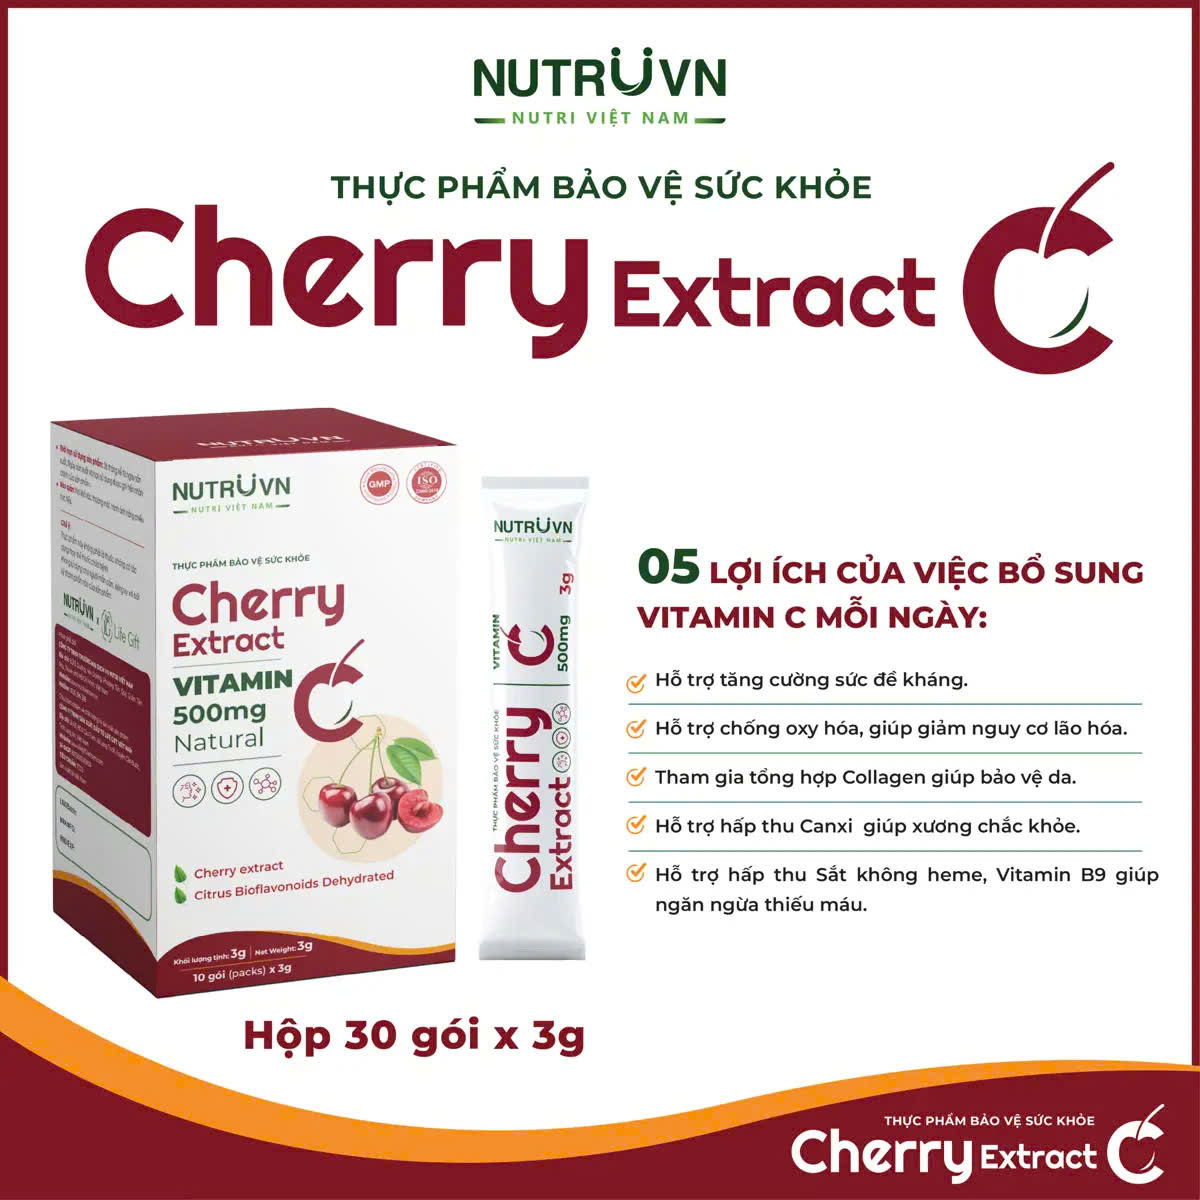 NUTRIVN
NUTRI VIỆT NAM
THỰC PHẨM BẢO VỆ SỨC KHỎE
Cherry Extract C
NUTRIVN
NUTRI VIỆT NAM
GMP
ISO
THỰC PHẨM BẢO VỆ SỨC KHỎE
Cherry
Extract
VITAMIN C
500mg
Natural
Cherry extract
Citrus Bioflavonoids Dehydrated
Khối lượng tịnh: 3g | Net Weight: 3g
10 gói (packs) x 3g
NUTRIVN x Life Gift
NUTRIVN
NUTRI VIỆT NAM
3g
VITAMIN C 500mg
THỰC PHẨM BẢO VỆ SỨC KHỎE
Cherry
Extract
Hộp 30 gói x 3g
05 LỢI ÍCH CỦA VIỆC BỔ SUNG
VITAMIN C MỖI NGÀY:
Hỗ trợ tăng cường sức đề kháng.
Hỗ trợ chống oxy hóa, giúp giảm nguy cơ lão hóa.
Tham gia tổng hợp Collagen giúp bảo vệ da.
Hỗ trợ hấp thu Canxi giúp xương chắc khỏe.
Hỗ trợ hấp thu Sắt không heme, Vitamin B9 giúp
ngăn ngừa thiếu máu.
THỰC PHẨM BẢO VỆ SỨC KHỎE
Cherry Extract C